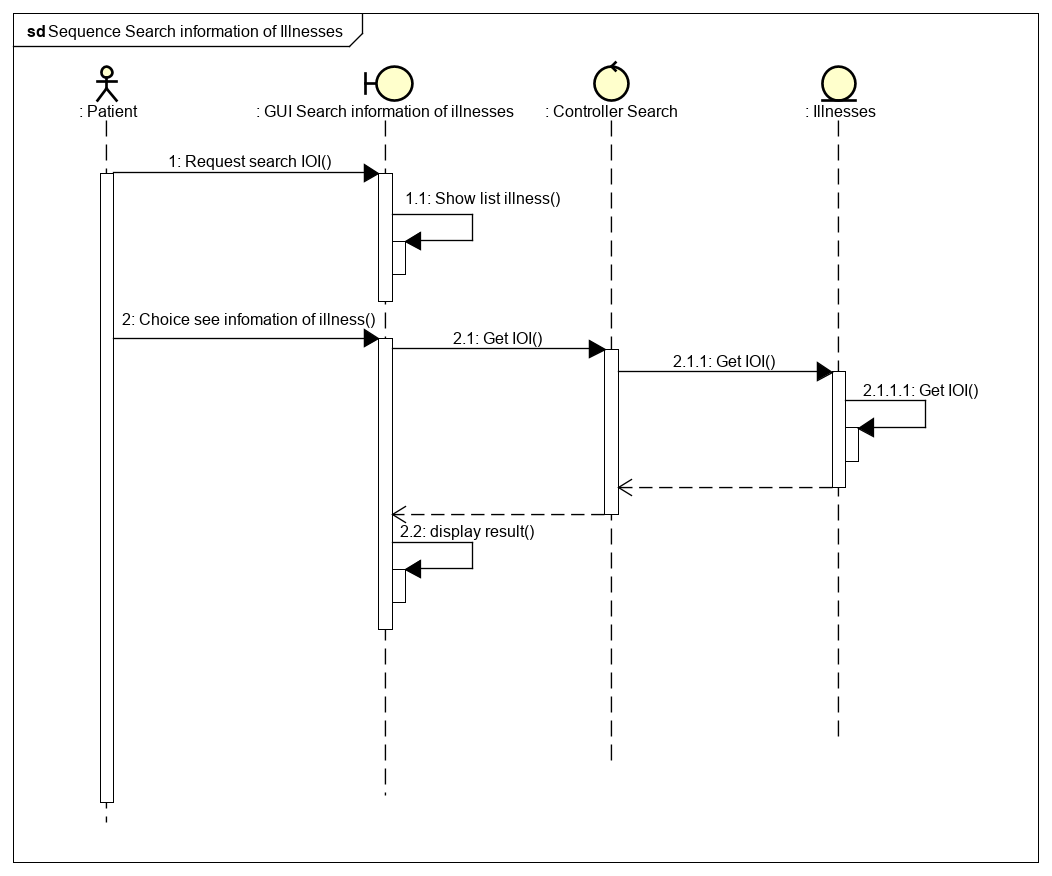 sd Sequence Search information of Illnesses
: Patient
: GUI Search information of illnesses
: Controller Search
: Illnesses
1: Request search IOI()
1.1: Show list illness()
2: Choice see infomation of illness()
2.1: Get IOI()
2.1.1: Get IOI()
2.1.1.1: Get IOI()
2.2: display result()